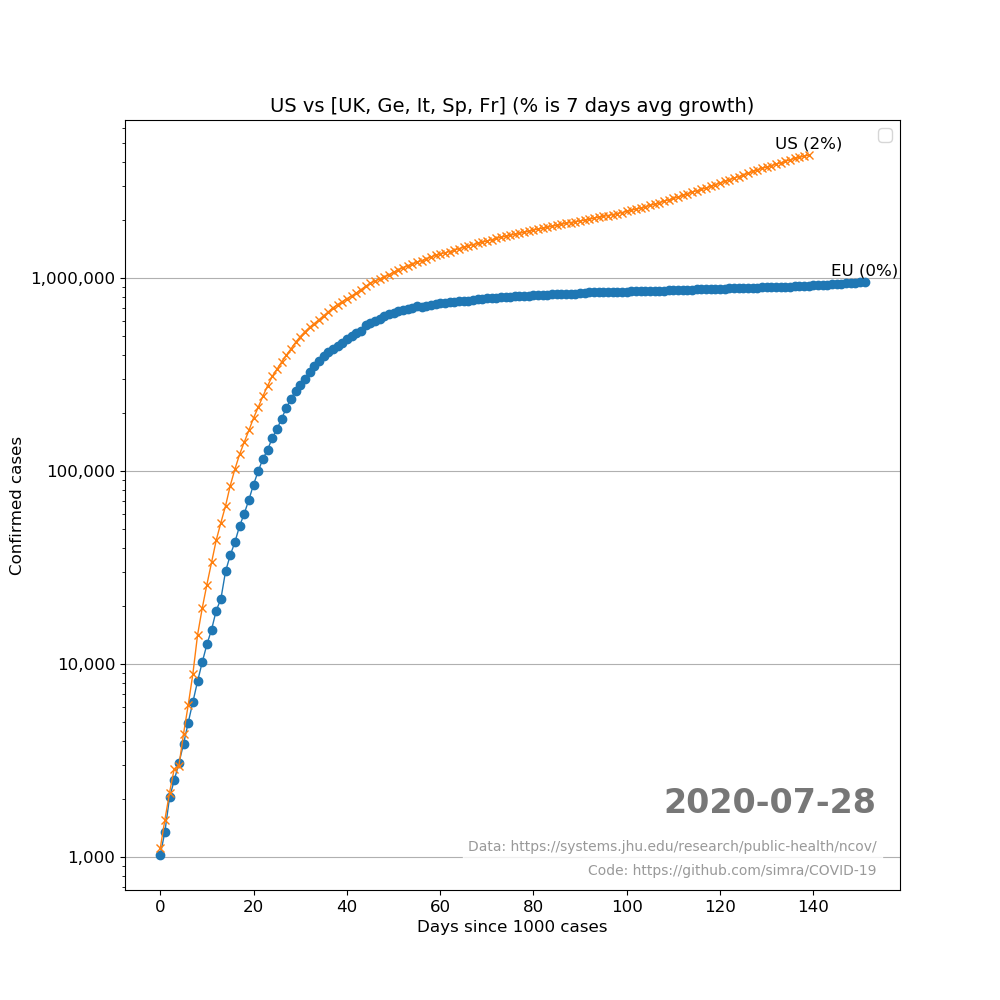 US vs [UK, Ge, It, Sp, Fr] (% is 7 days avg growth)
US (2%)
EU (0%)
1,000,000
100,000
10,000
1,000
Confirmed cases
2020-07-28
Data: https://systems.jhu.edu/research/public-health/ncov/
Code: https://github.com/simra/COVID-19
0 20 40 60 80 100 120 140
Days since 1000 cases